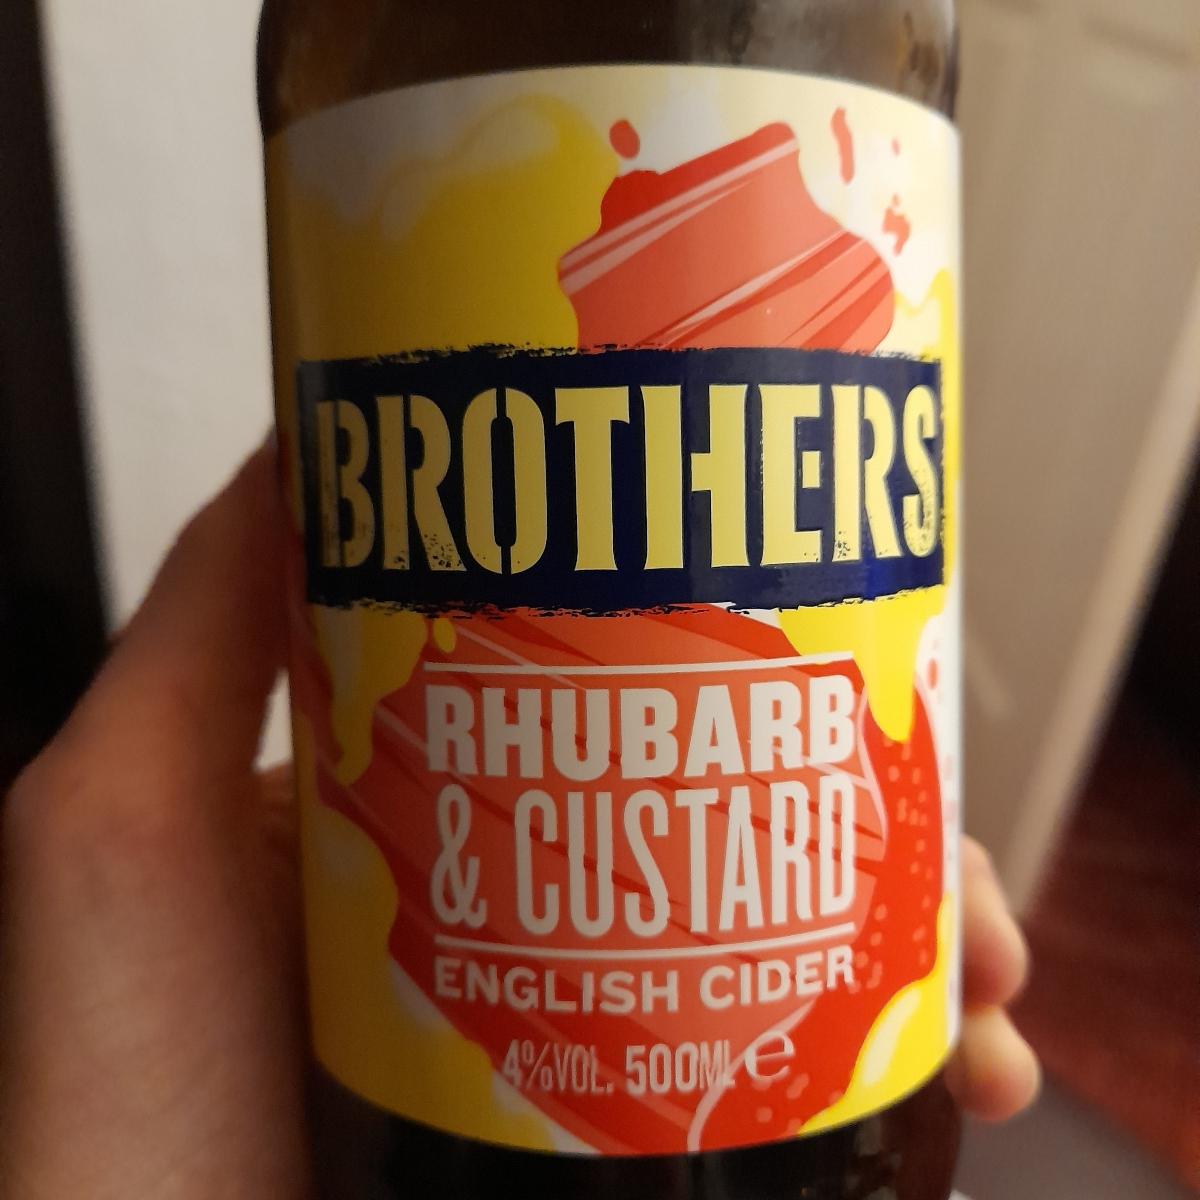 BROTHERS
RHUBARB
& CUSTARD
ENGLISH CIDER
4%VOL. 500ML e